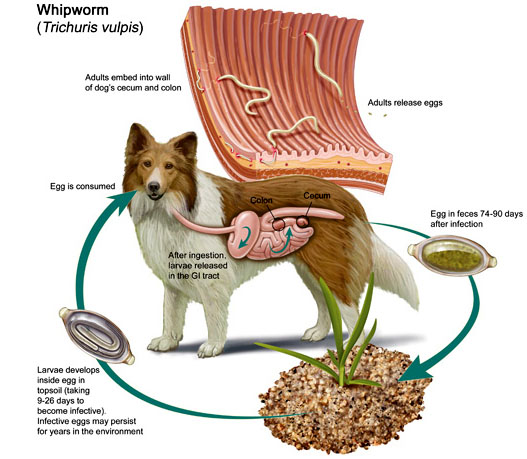 Whipworm
(Trichuris vulpis)
Adults embed into wall
of dog's cecum and colon
Adults release eggs
Egg is consumed
Colon
Cecum
Egg in feces 74-90 days
after infection
After ingestion,
larvae released
in the GI tract
Larvae develops
inside egg in
topsoil (taking
9-26 days to
become infective).
Infective eggs may persist
for years in the environment